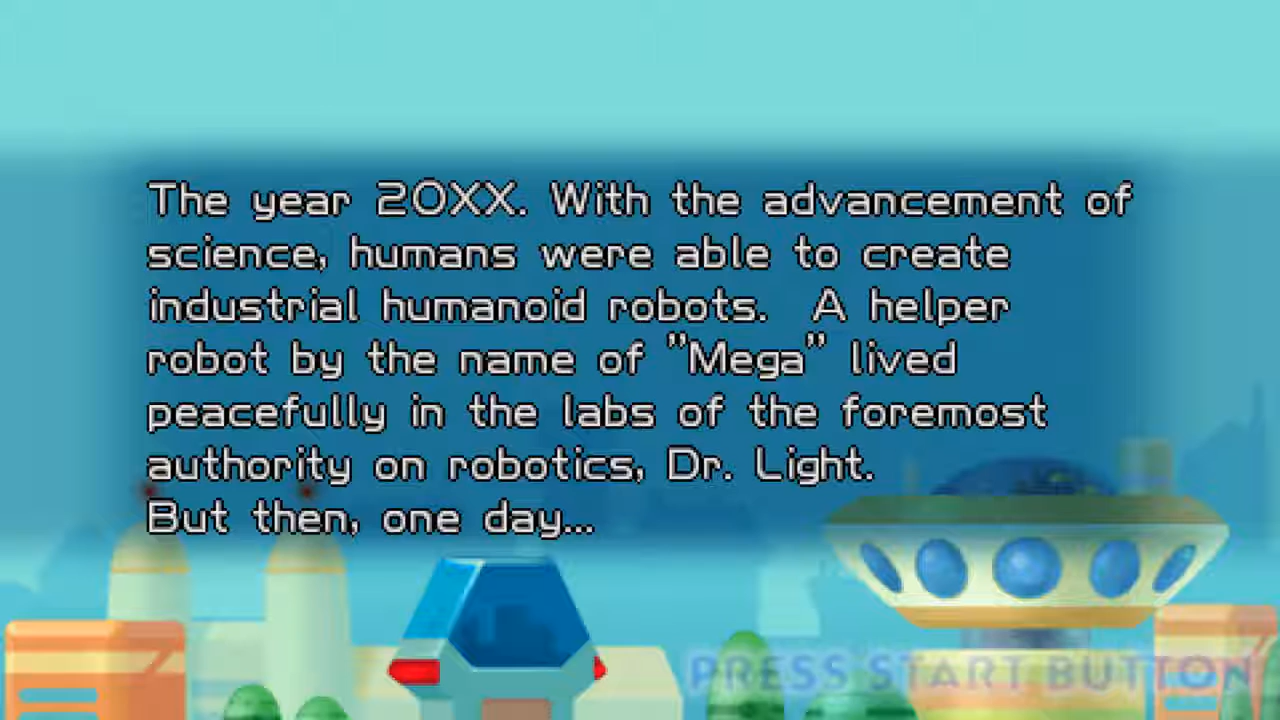 The year 20XX. With the advancement of
science, humans were able to create
industrial humanoid robots.  A helper
robot by the name of "Mega" lived
peacefully in the labs of the foremost
authority on robotics, Dr. Light.
But then, one day...
PRESS START BUTTON